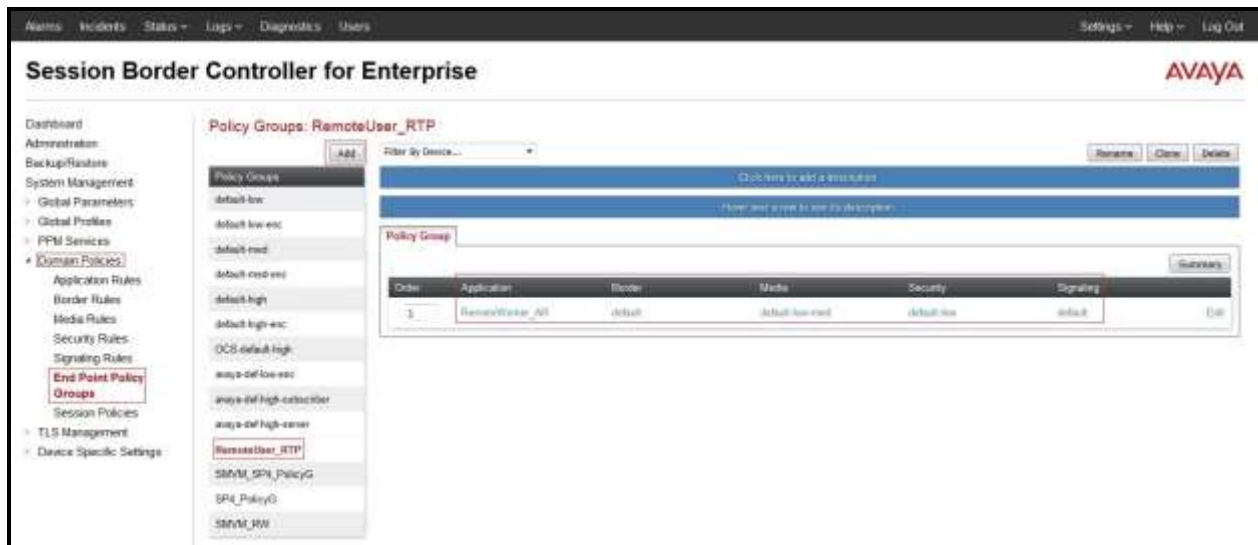 Alarms Incidents Status Logs Diagnostics Users Settings Help Log Out
Session Border Controller for Enterprise
AVAYA
Dashboard
Administration
Backup/Restore
System Management
Global Parameters
Global Profiles
PPM Services
Domain Policies
Application Rules
Border Rules
Media Rules
Security Rules
Signaling Rules
End Point Policy
Groups
Session Policies
TLS Management
Device Specific Settings
Policy Groups: RemoteUser_RTP
Add
Filter By Device...
Rename Clone Delete
Policy Groups
default-low
default-low-enc
default-med
default-med-enc
default-high
default-high-enc
OCS-default-high
avaya-def-low-enc
avaya-def-high-subscriber
avaya-def-high-server
RemoteUser_RTP
SMVM_SP4_PolicyG
SP4_PolicyG
SMVM_RW
Click here to add a description.
Hover over a row to see its description.
Policy Group
Summary
Order Application Border Media Security Signaling
1 RemoteWorker_AR default default-low-med default-low default Edit